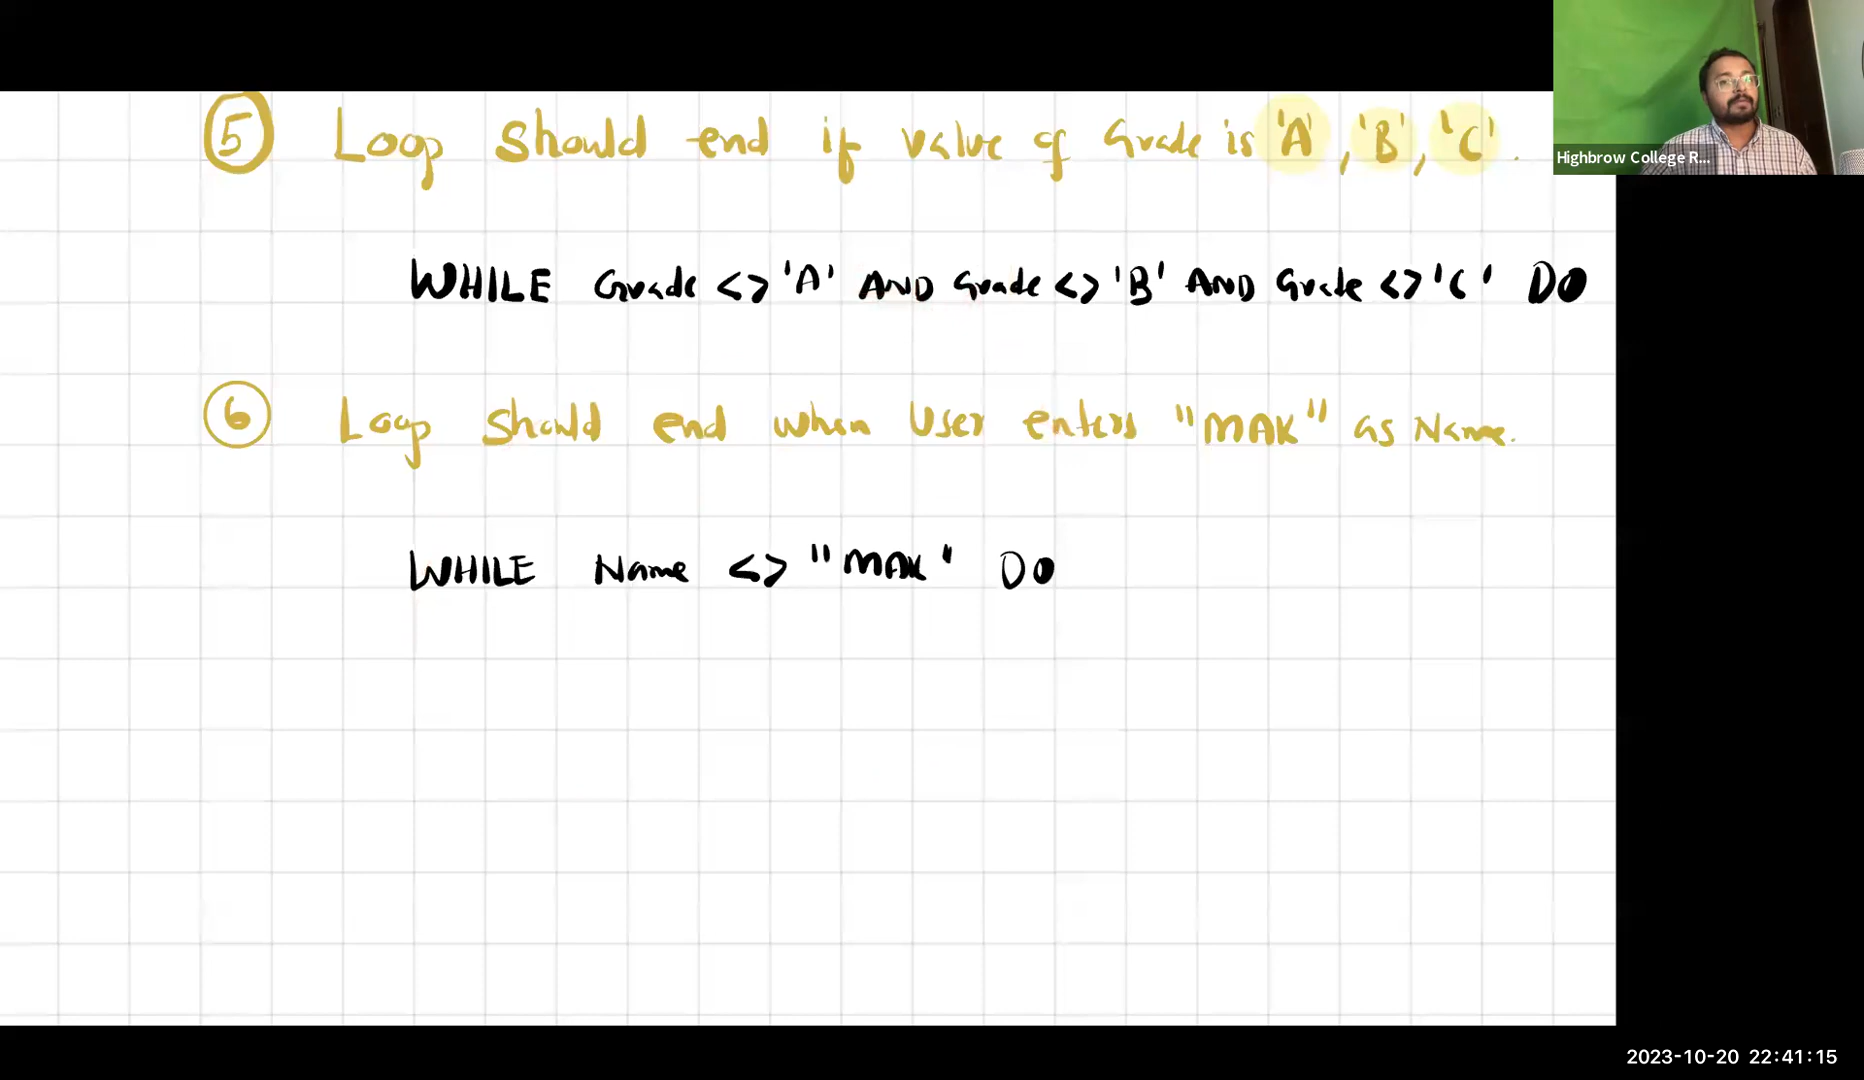 5 Loop Should end if value of Grade is 'A', 'B', 'C'.
Highbrow College R...
WHILE Grade <> 'A' AND Grade <> 'B' AND Grade <> 'C' DO
6 Loop Should end when User enters "MAK" as Name.
WHILE Name <> "MAK" DO
2023-10-20 22:41:15